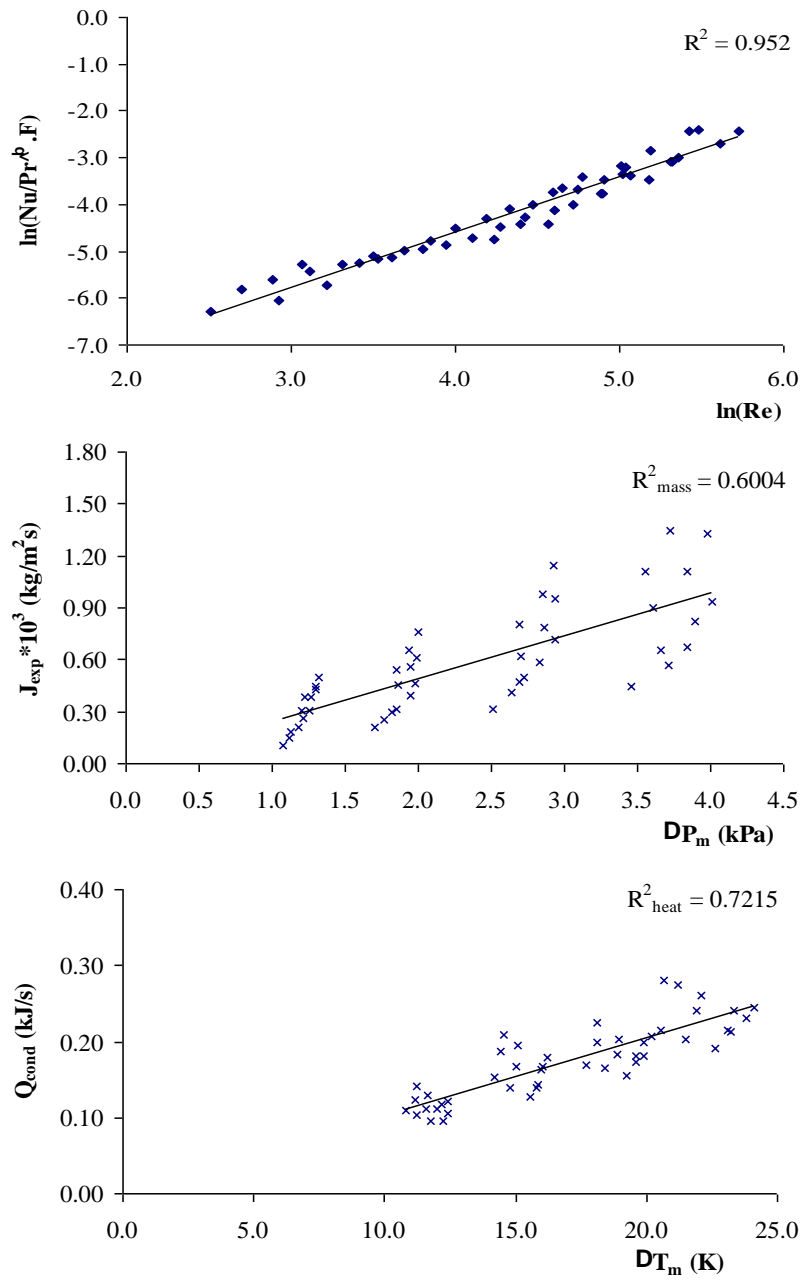 0.0
R² = 0.952
-1.0
-2.0
-3.0
-4.0
-5.0
-6.0
-7.0
ln(Nu/Pr^b .F)
2.0 3.0 4.0 5.0 6.0
ln(Re)
1.80
R²mass = 0.6004
1.50
1.20
0.90
0.60
0.30
0.00
Jexp*10³ (kg/m²s)
0.0 0.5 1.0 1.5 2.0 2.5 3.0 3.5 4.0 4.5
DPm (kPa)
0.40
R²heat = 0.7215
0.30
0.20
0.10
0.00
Qcond (kJ/s)
0.0 5.0 10.0 15.0 20.0 25.0
DTm (K)